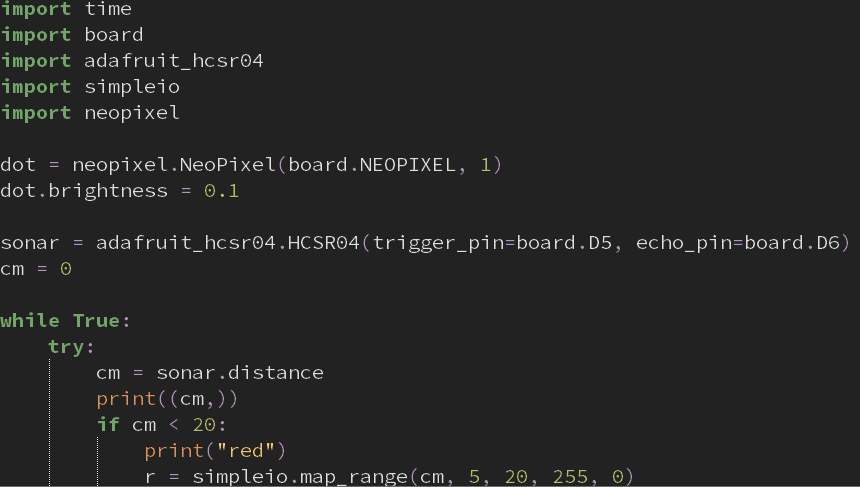 import time
import board
import adafruit_hcsr04
import simpleio
import neopixel

dot = neopixel.NeoPixel(board.NEOPIXEL, 1)
dot.brightness = 0.1

sonar = adafruit_hcsr04.HCSR04(trigger_pin=board.D5, echo_pin=board.D6)
cm = 0

while True:
    try:
        cm = sonar.distance
        print((cm,))
        if cm < 20:
            print("red")
            r = simpleio.map_range(cm, 5, 20, 255, 0)